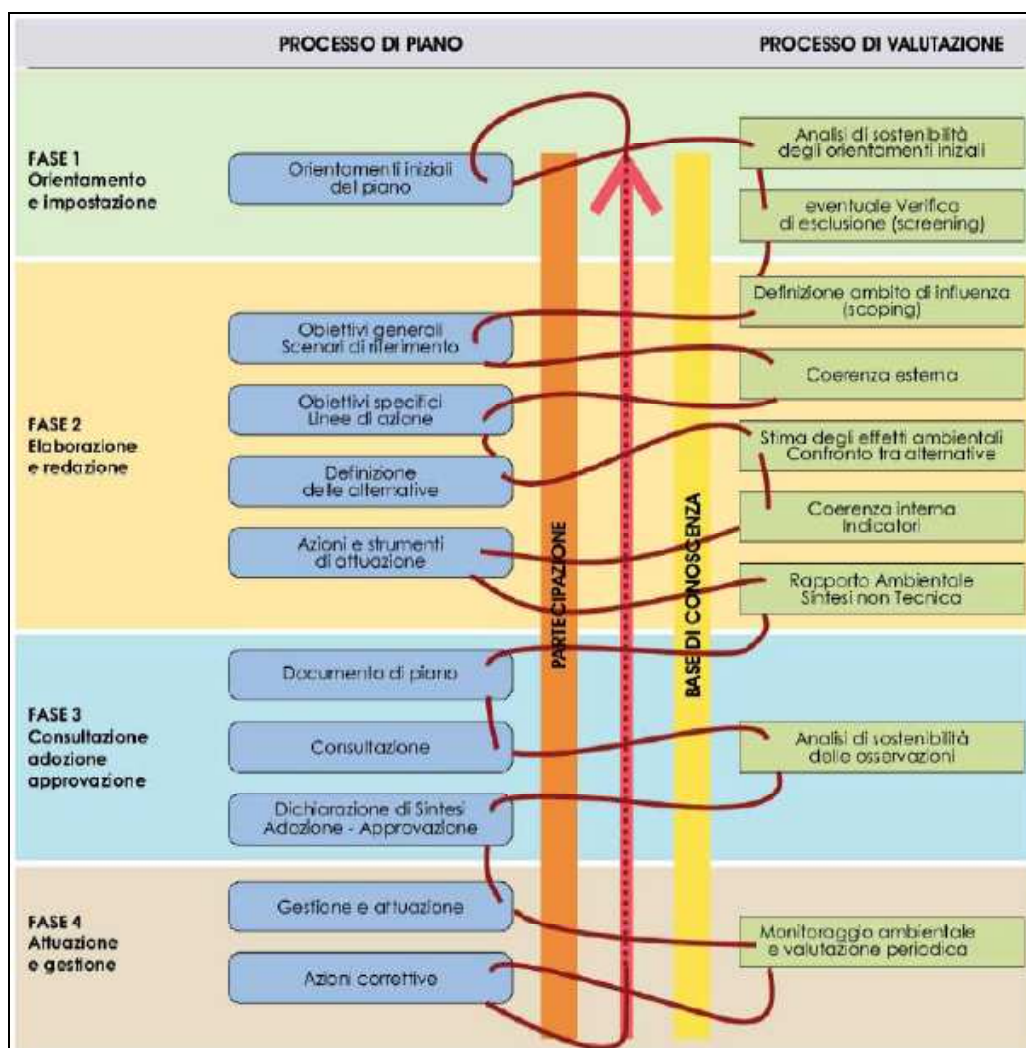 PROCESSO DI PIANO
PROCESSO DI VALUTAZIONE
FASE 1
Orientamento
e impostazione
Orientamenti iniziali
del piano
Analisi di sostenibilità
degli orientamenti iniziali
eventuale Verifica
di esclusione (screening)
FASE 2
Elaborazione
e redazione
Obiettivi generali
Scenari di riferimento
Obiettivi specifici
Linee di azione
Definizione
delle alternative
Azioni e strumenti
di attuazione
Definizione ambito di influenza
(scoping)
Coerenza esterna
Stima degli effetti ambientali
Confronto tra alternative
Coerenza interna
Indicatori
Rapporto Ambientale
Sintesi non Tecnica
PARTECIPAZIONE
BASE DI CONOSCENZA
FASE 3
Consultazione
adozione
approvazione
Documento di piano
Consultazione
Dichiarazione di Sintesi
Adozione - Approvazione
Analisi di sostenibilità
delle osservazioni
FASE 4
Attuazione
e gestione
Gestione e attuazione
Azioni correttive
Monitoraggio ambientale
e valutazione periodica